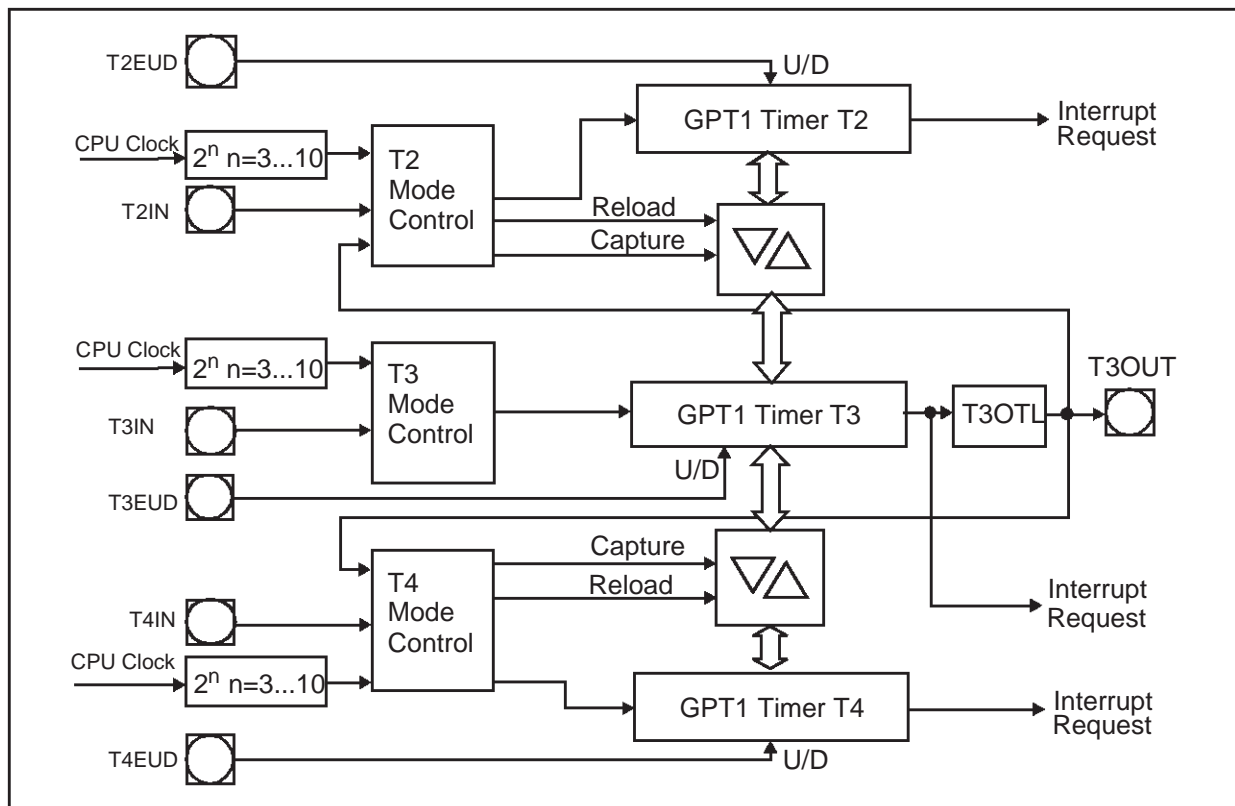 T2EUD
U/D
GPT1 Timer T2
Interrupt
Request
CPU Clock
2ⁿ n=3...10
T2
Mode
Control
T2IN
Reload
Capture
CPU Clock
2ⁿ n=3...10
T3
Mode
Control
T3OUT
GPT1 Timer T3
T3OTL
T3IN
U/D
T3EUD
Capture
T4
Mode
Control
Reload
Interrupt
Request
T4IN
CPU Clock
2ⁿ n=3...10
GPT1 Timer T4
Interrupt
Request
T4EUD
U/D